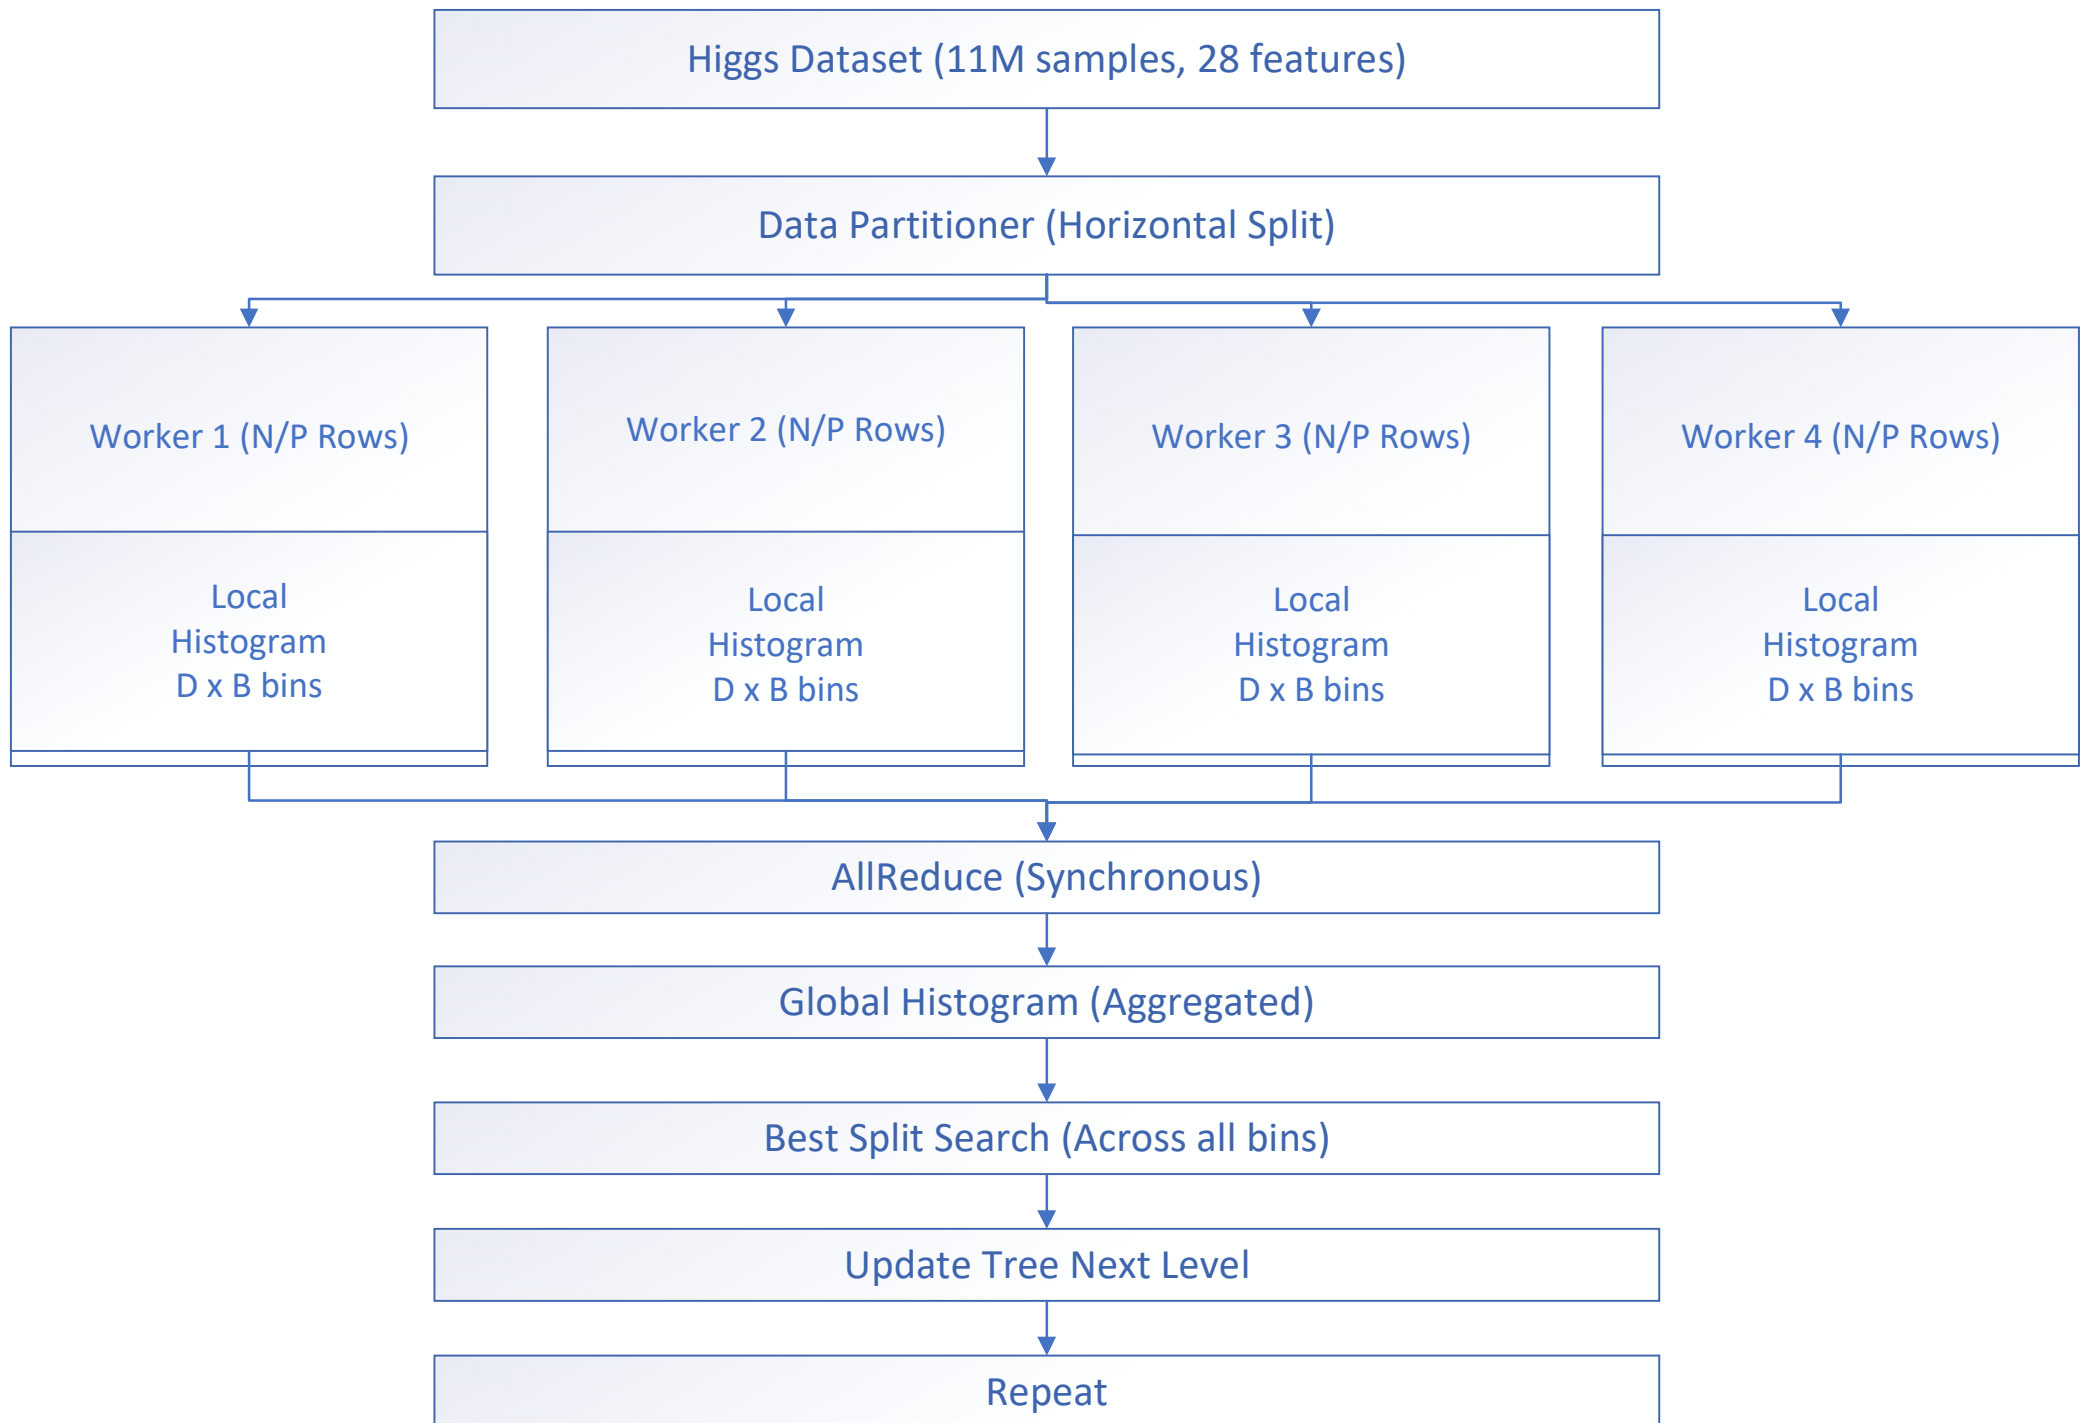 Higgs Dataset (11M samples, 28 features)
Data Partitioner (Horizontal Split)
Worker 1 (N/P Rows)
Local
Histogram
D x B bins
Worker 2 (N/P Rows)
Local
Histogram
D x B bins
Worker 3 (N/P Rows)
Local
Histogram
D x B bins
Worker 4 (N/P Rows)
Local
Histogram
D x B bins
AllReduce (Synchronous)
Global Histogram (Aggregated)
Best Split Search (Across all bins)
Update Tree Next Level
Repeat